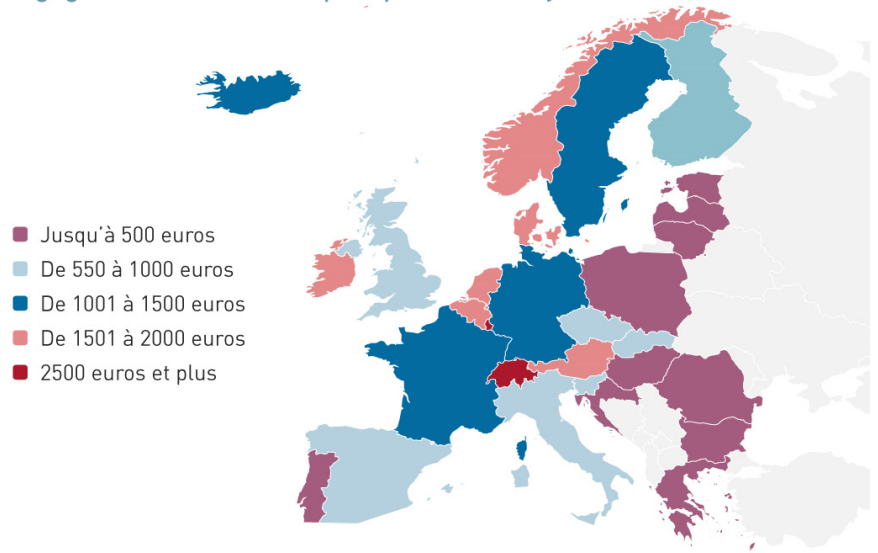 Jusqu'à 500 euros
De 550 à 1000 euros
De 1001 à 1500 euros
De 1501 à 2000 euros
2500 euros et plus